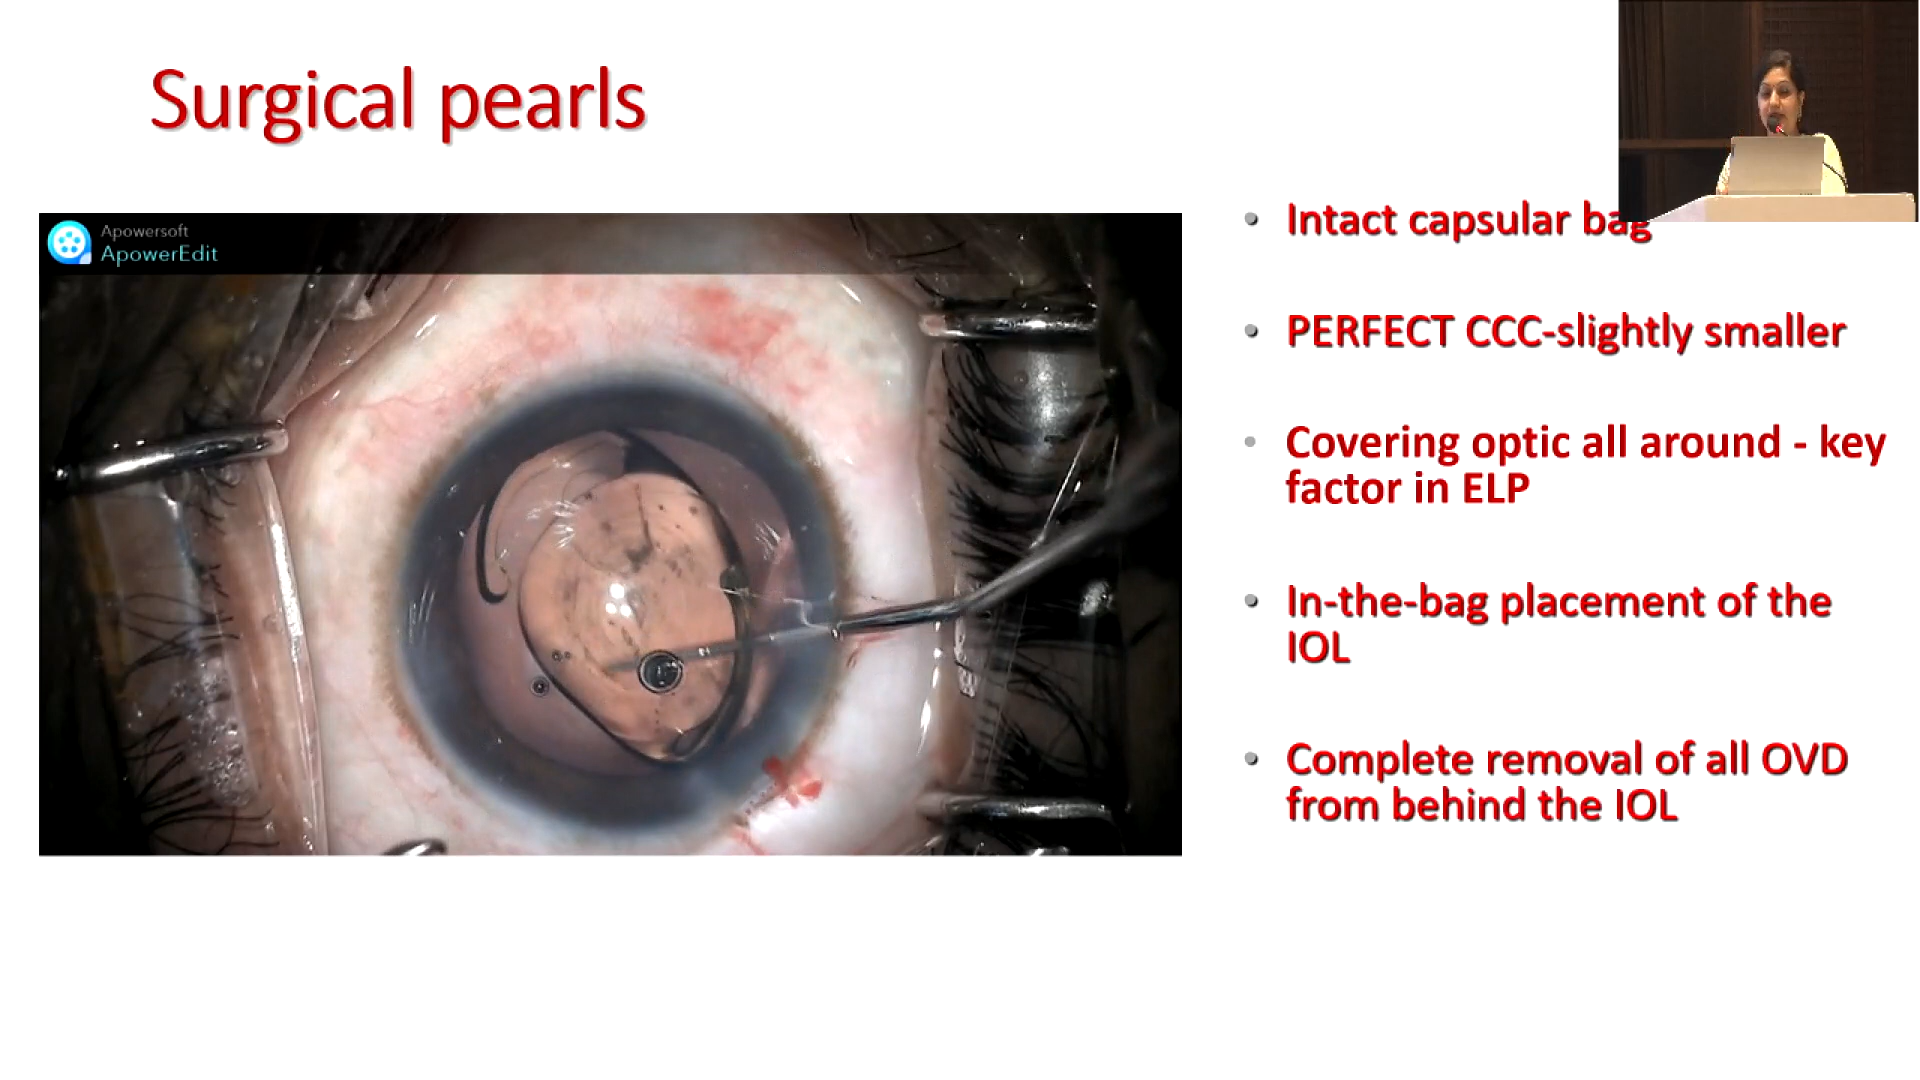 Surgical pearls
Apowersoft
ApowerEdit
• Intact capsular bag
• PERFECT CCC-slightly smaller
• Covering optic all around - key
factor in ELP
• In-the-bag placement of the
IOL
• Complete removal of all OVD
from behind the IOL